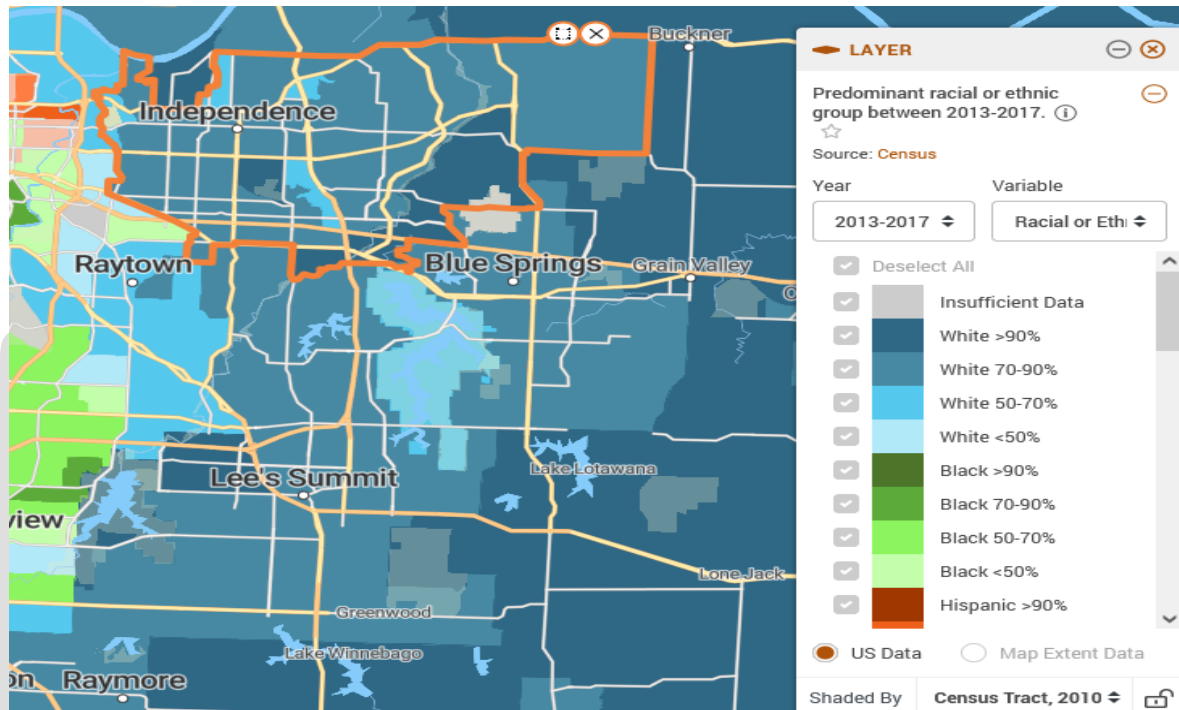 Buckner
Independence
Raytown
Blue Springs
Grain Valley
Lee's Summit
Lake Lotawana
view
Lone Jack
Greenwood
Lake Winnebago
on
Raymore
LAYER
Predominant racial or ethnic
group between 2013-2017.
Source: Census
Year Variable
2013-2017 Racial or Eth
Deselect All
Insufficient Data
White >90%
White 70-90%
White 50-70%
White <50%
Black >90%
Black 70-90%
Black 50-70%
Black <50%
Hispanic >90%
US Data Map Extent Data
Shaded By Census Tract, 2010